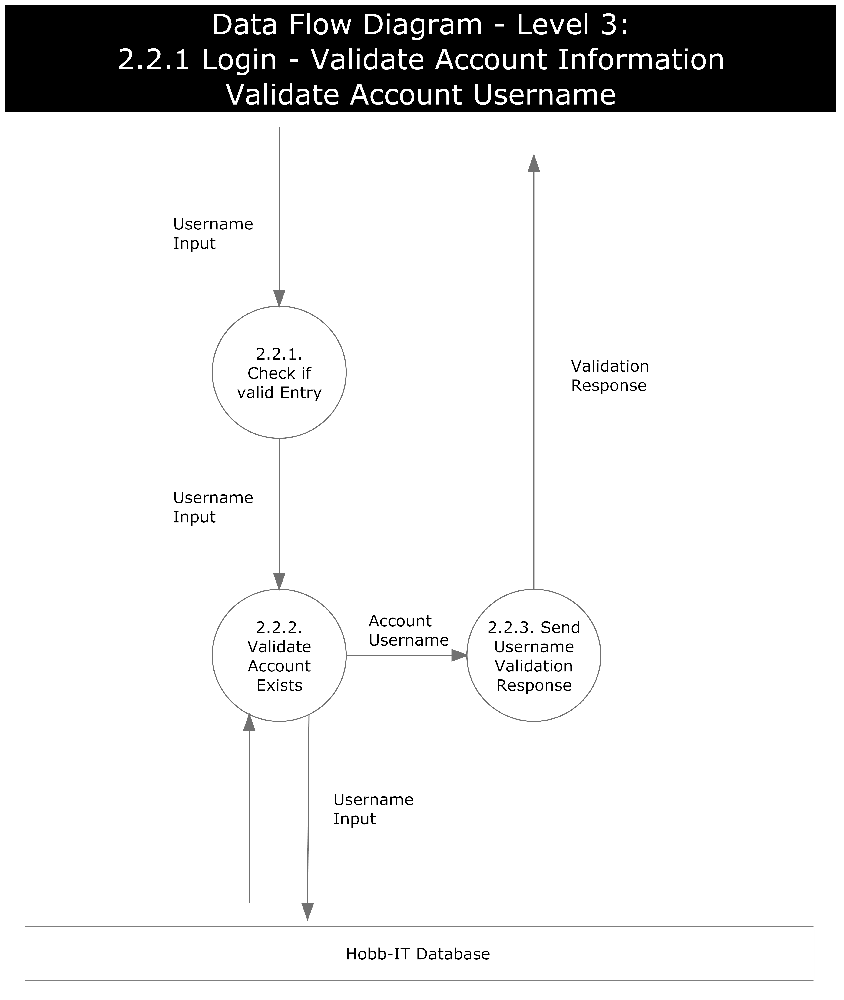 Data Flow Diagram - Level 3:
2.2.1 Login - Validate Account Information
Validate Account Username
Username
Input
2.2.1.
Check if
valid Entry
Validation
Response
Username
Input
2.2.2.
Validate
Account
Exists
Account
Username
2.2.3. Send
Username
Validation
Response
Username
Input
Hobb-IT Database